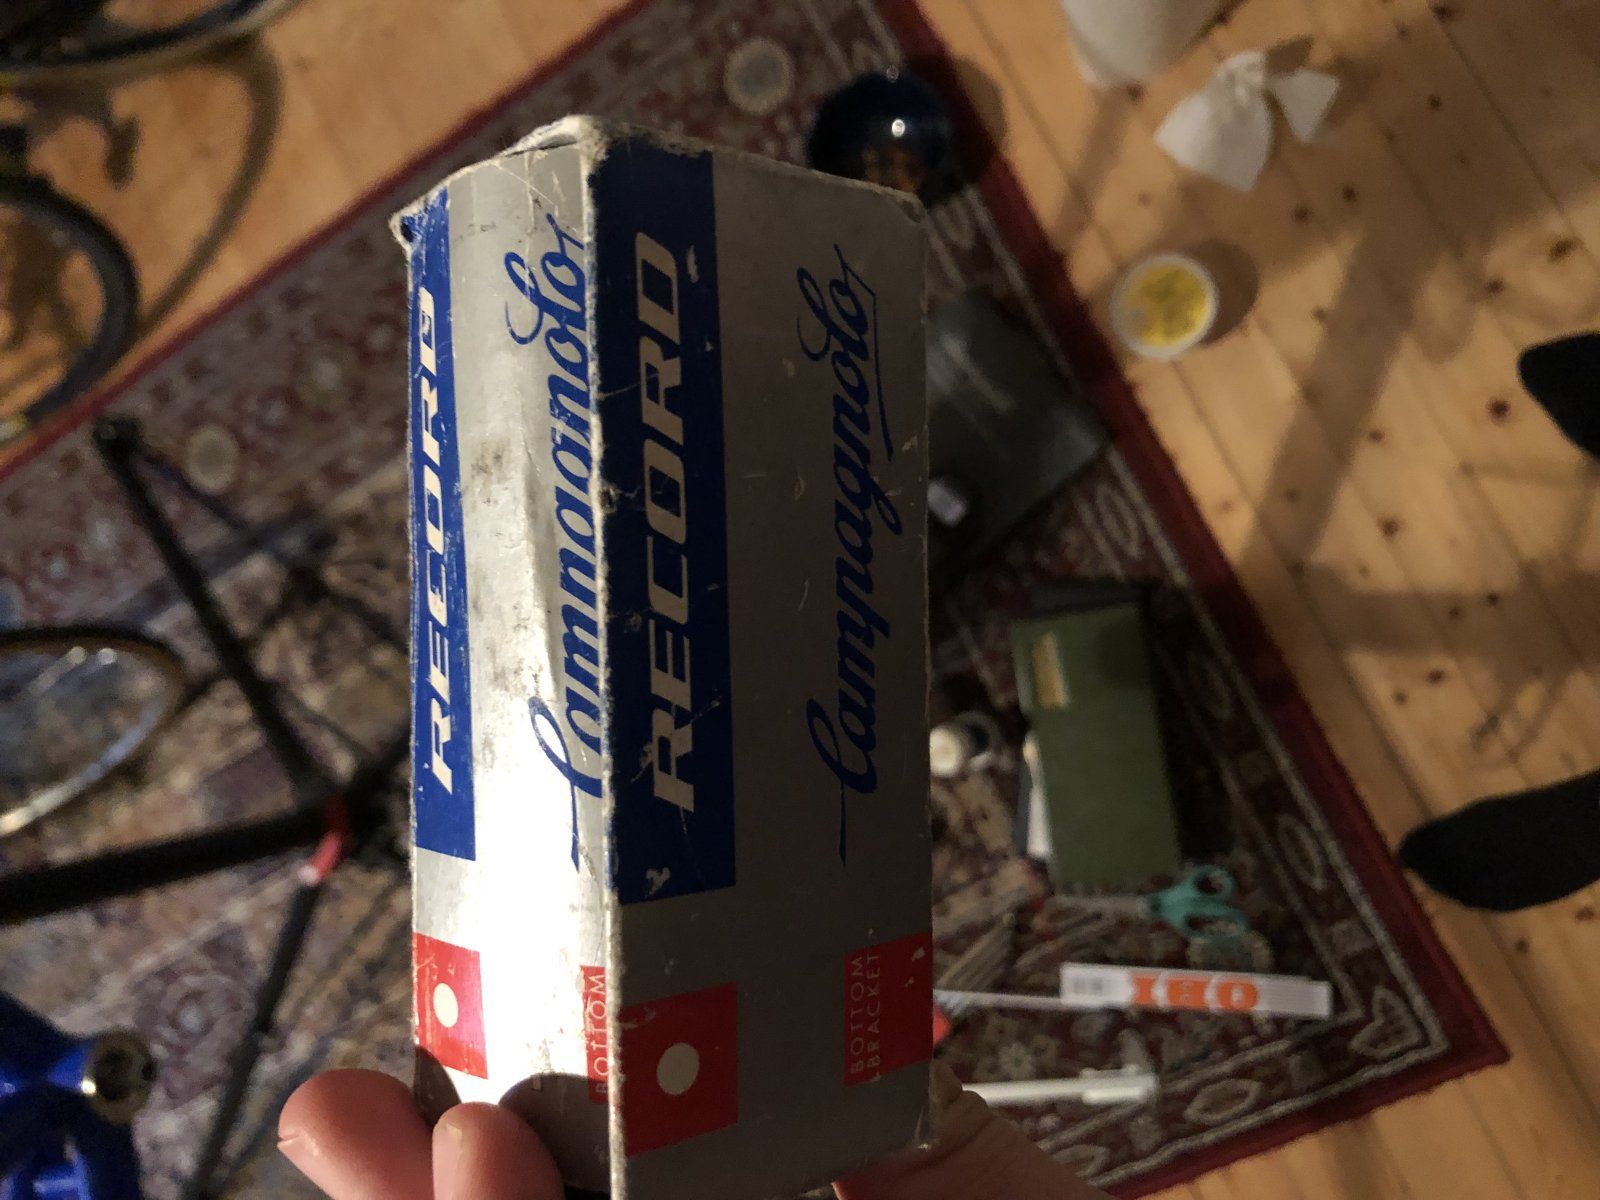 RECORD
Campagnolo
BOTTOM
RECORD
Campagnolo
BOTTOM
BRACKET
OBI